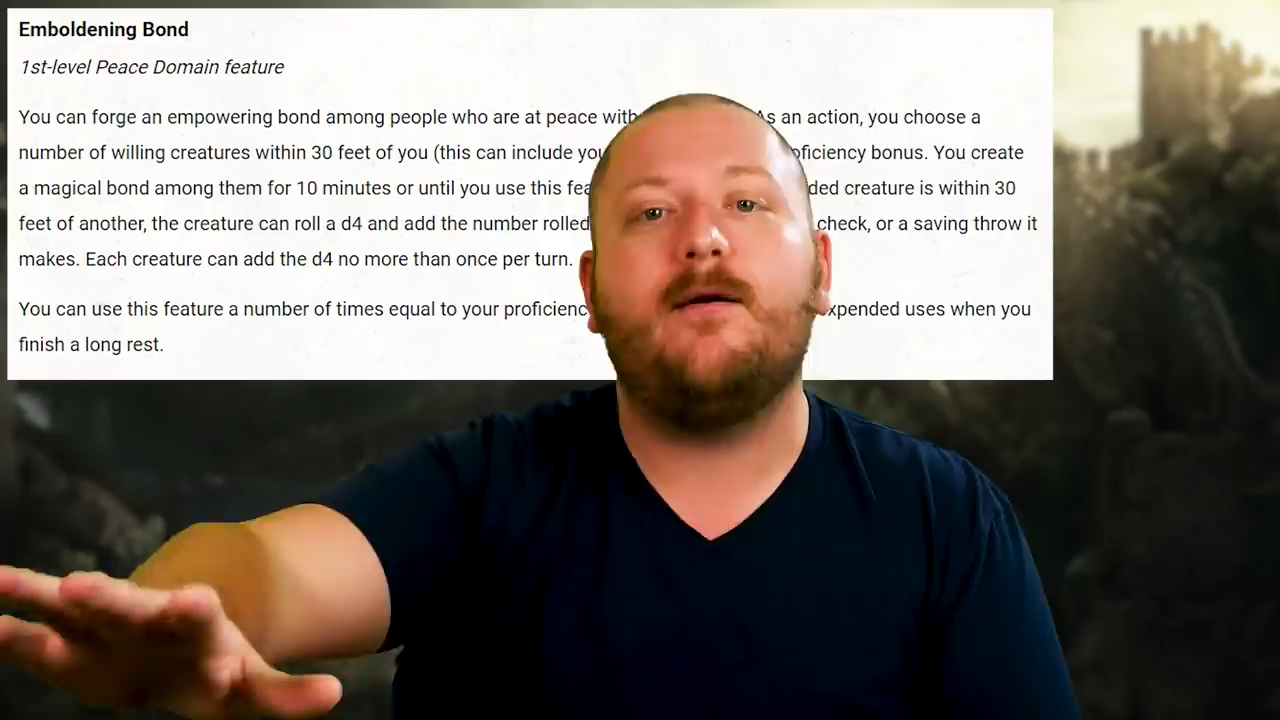 Emboldening Bond
1st-level Peace Domain feature
You can forge an empowering bond among people who are at peace with As an action, you choose a
number of willing creatures within 30 feet of you (this can include you proficiency bonus. You create
a magical bond among them for 10 minutes or until you use this creature is within 30
feet of another, the creature can roll a d4 and add the number rolled check, or a saving throw it
makes. Each creature can add the d4 no more than once per turn.
You can use this feature a number of times equal to your expended uses when you
finish a long rest.